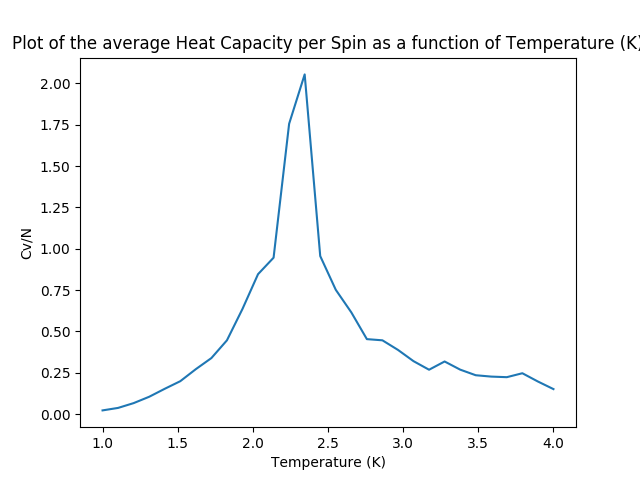 Plot of the average Heat Capacity per Spin as a function of Temperature (K)
2.00
1.75
1.50
1.25
1.00
0.75
0.50
0.25
0.00
Cv/N
1.0 1.5 2.0 2.5 3.0 3.5 4.0
Temperature (K)